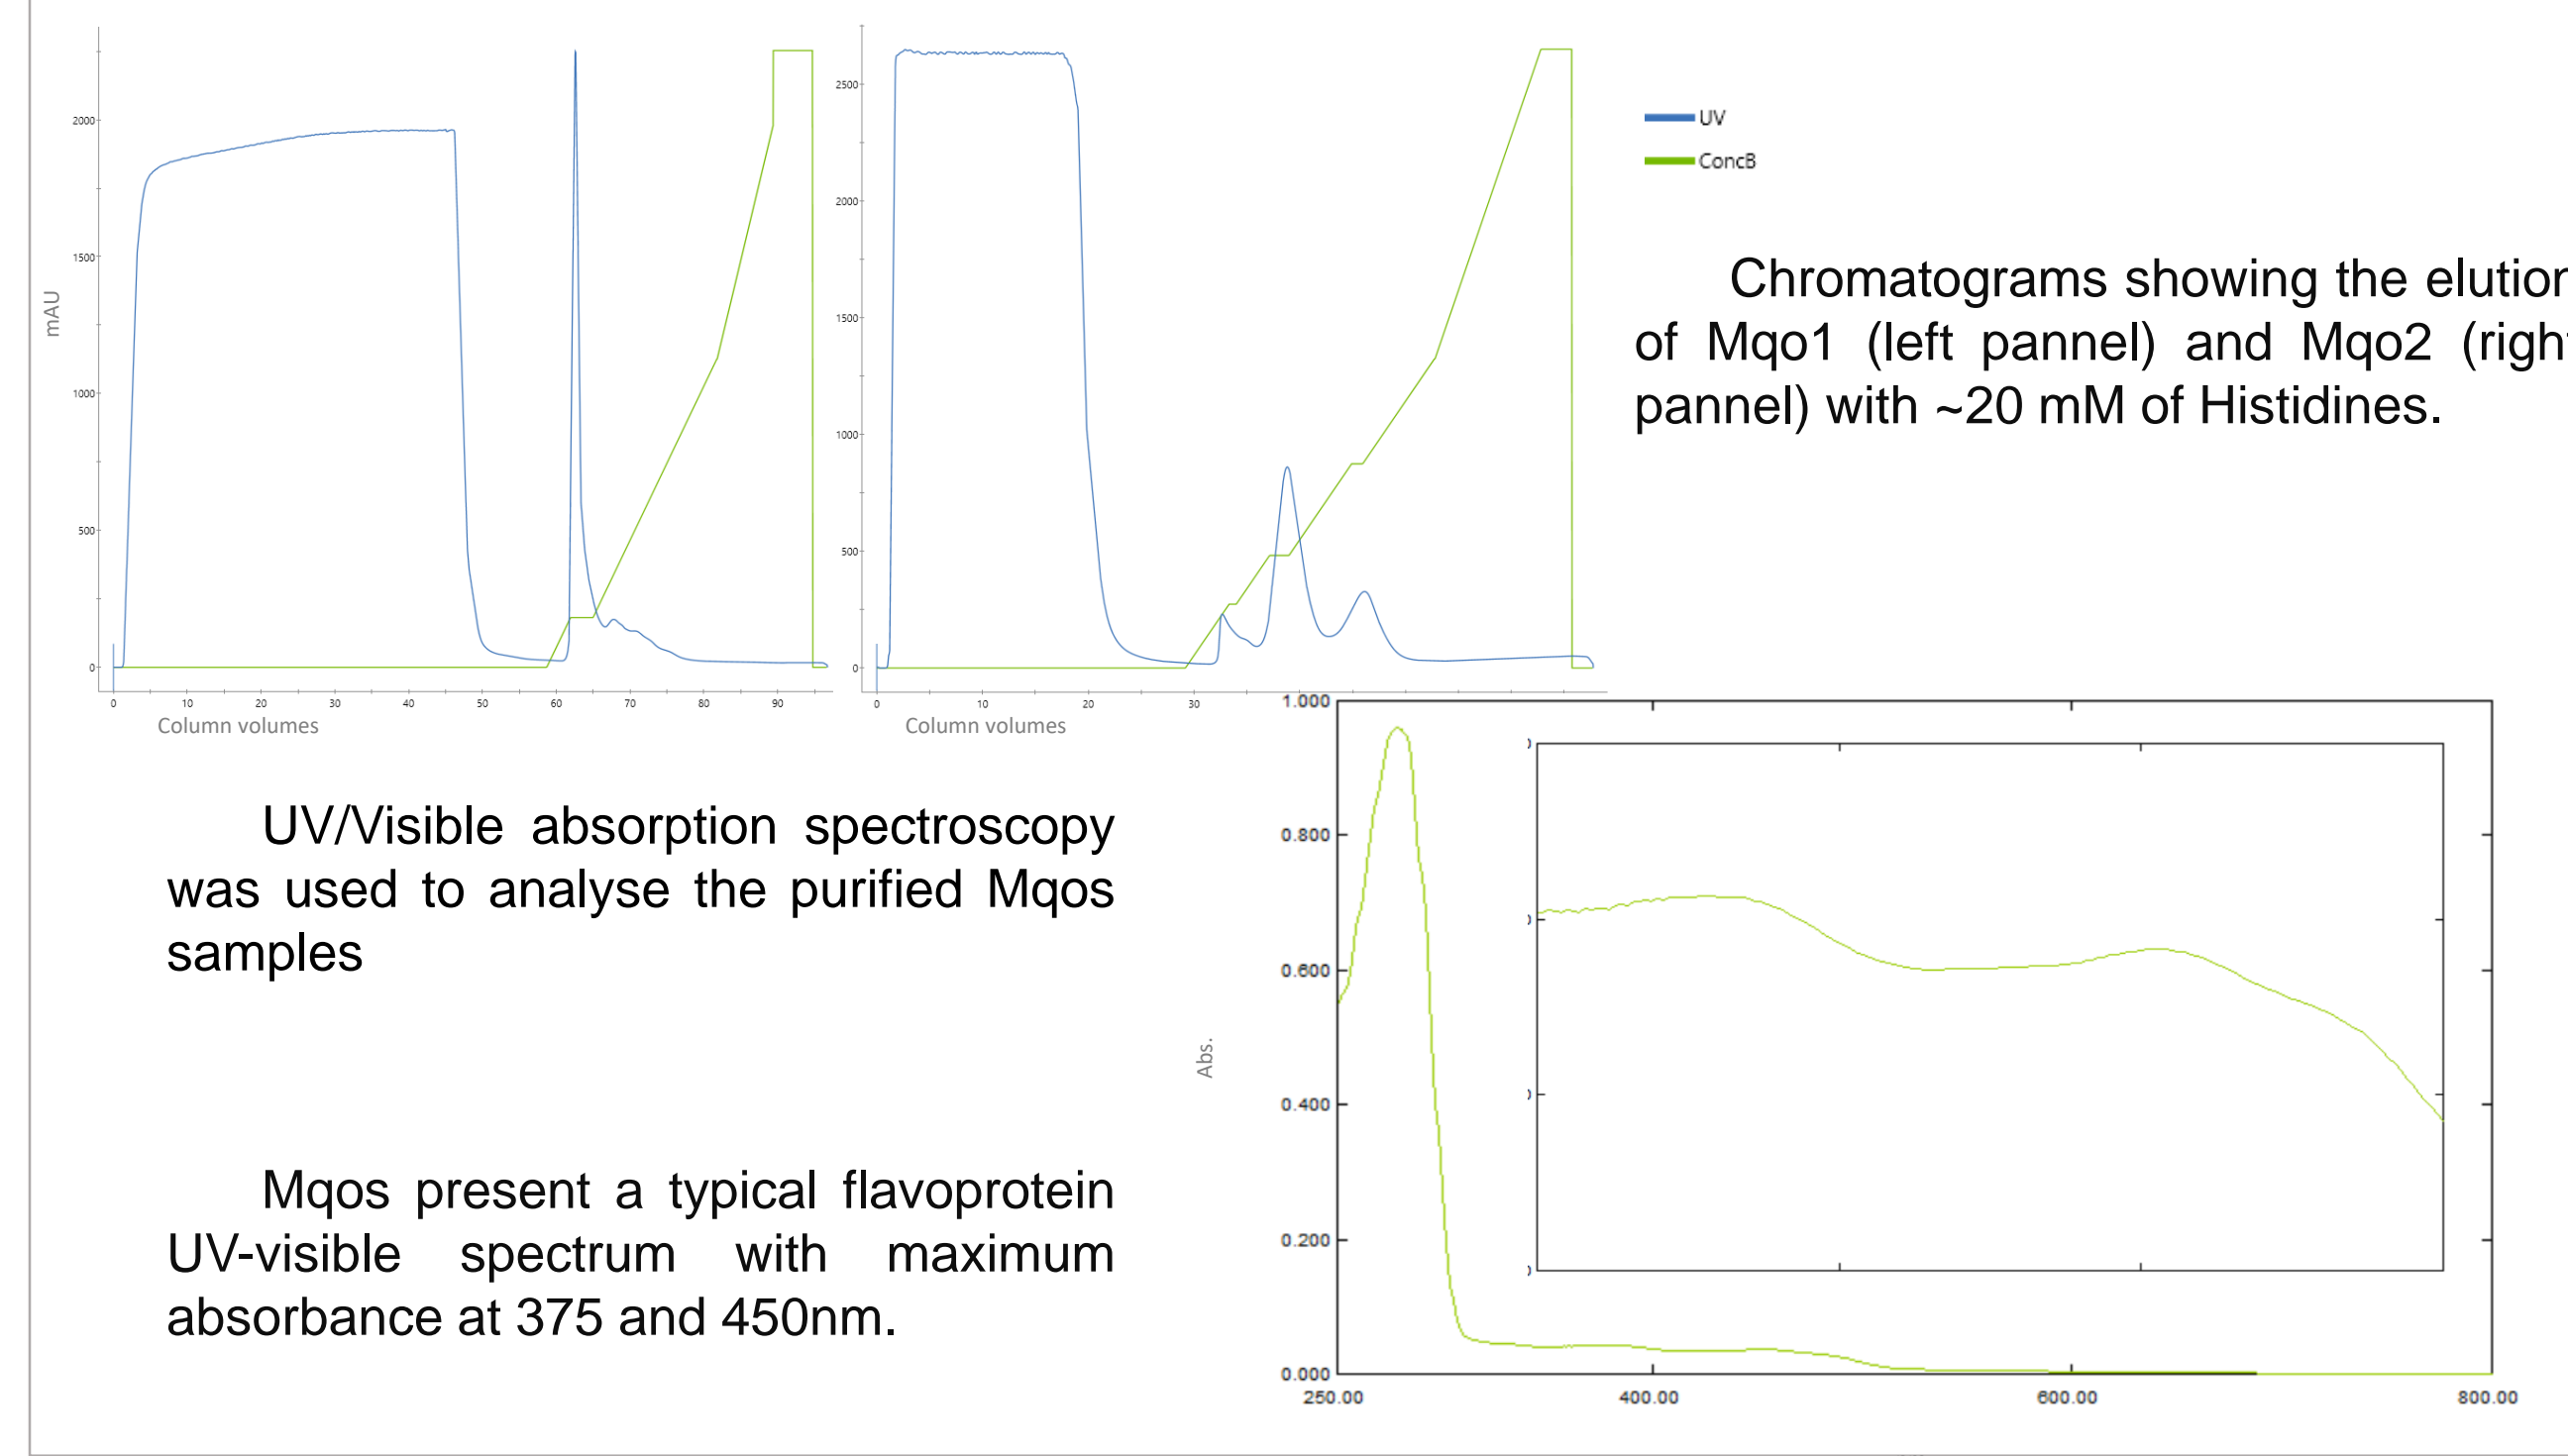 2000
1500
1000
500
0
mAU
0 10 20 30 40 50 60 70 80 90
Column volumes
2500
2000
1500
1000
500
0
0 10 20 30
Column volumes
UV
ConcB
Chromatograms showing the elution
of Mqo1 (left pannel) and Mqo2 (right
pannel) with ~20 mM of Histidines.
UV/Visible absorption spectroscopy
was used to analyse the purified Mqos
samples
Mqos present a typical flavoprotein
UV-visible spectrum with maximum
absorbance at 375 and 450nm.
1.000
0.800
0.600
0.400
0.200
0.000
Abs.
250.00 400.00 600.00 800.00